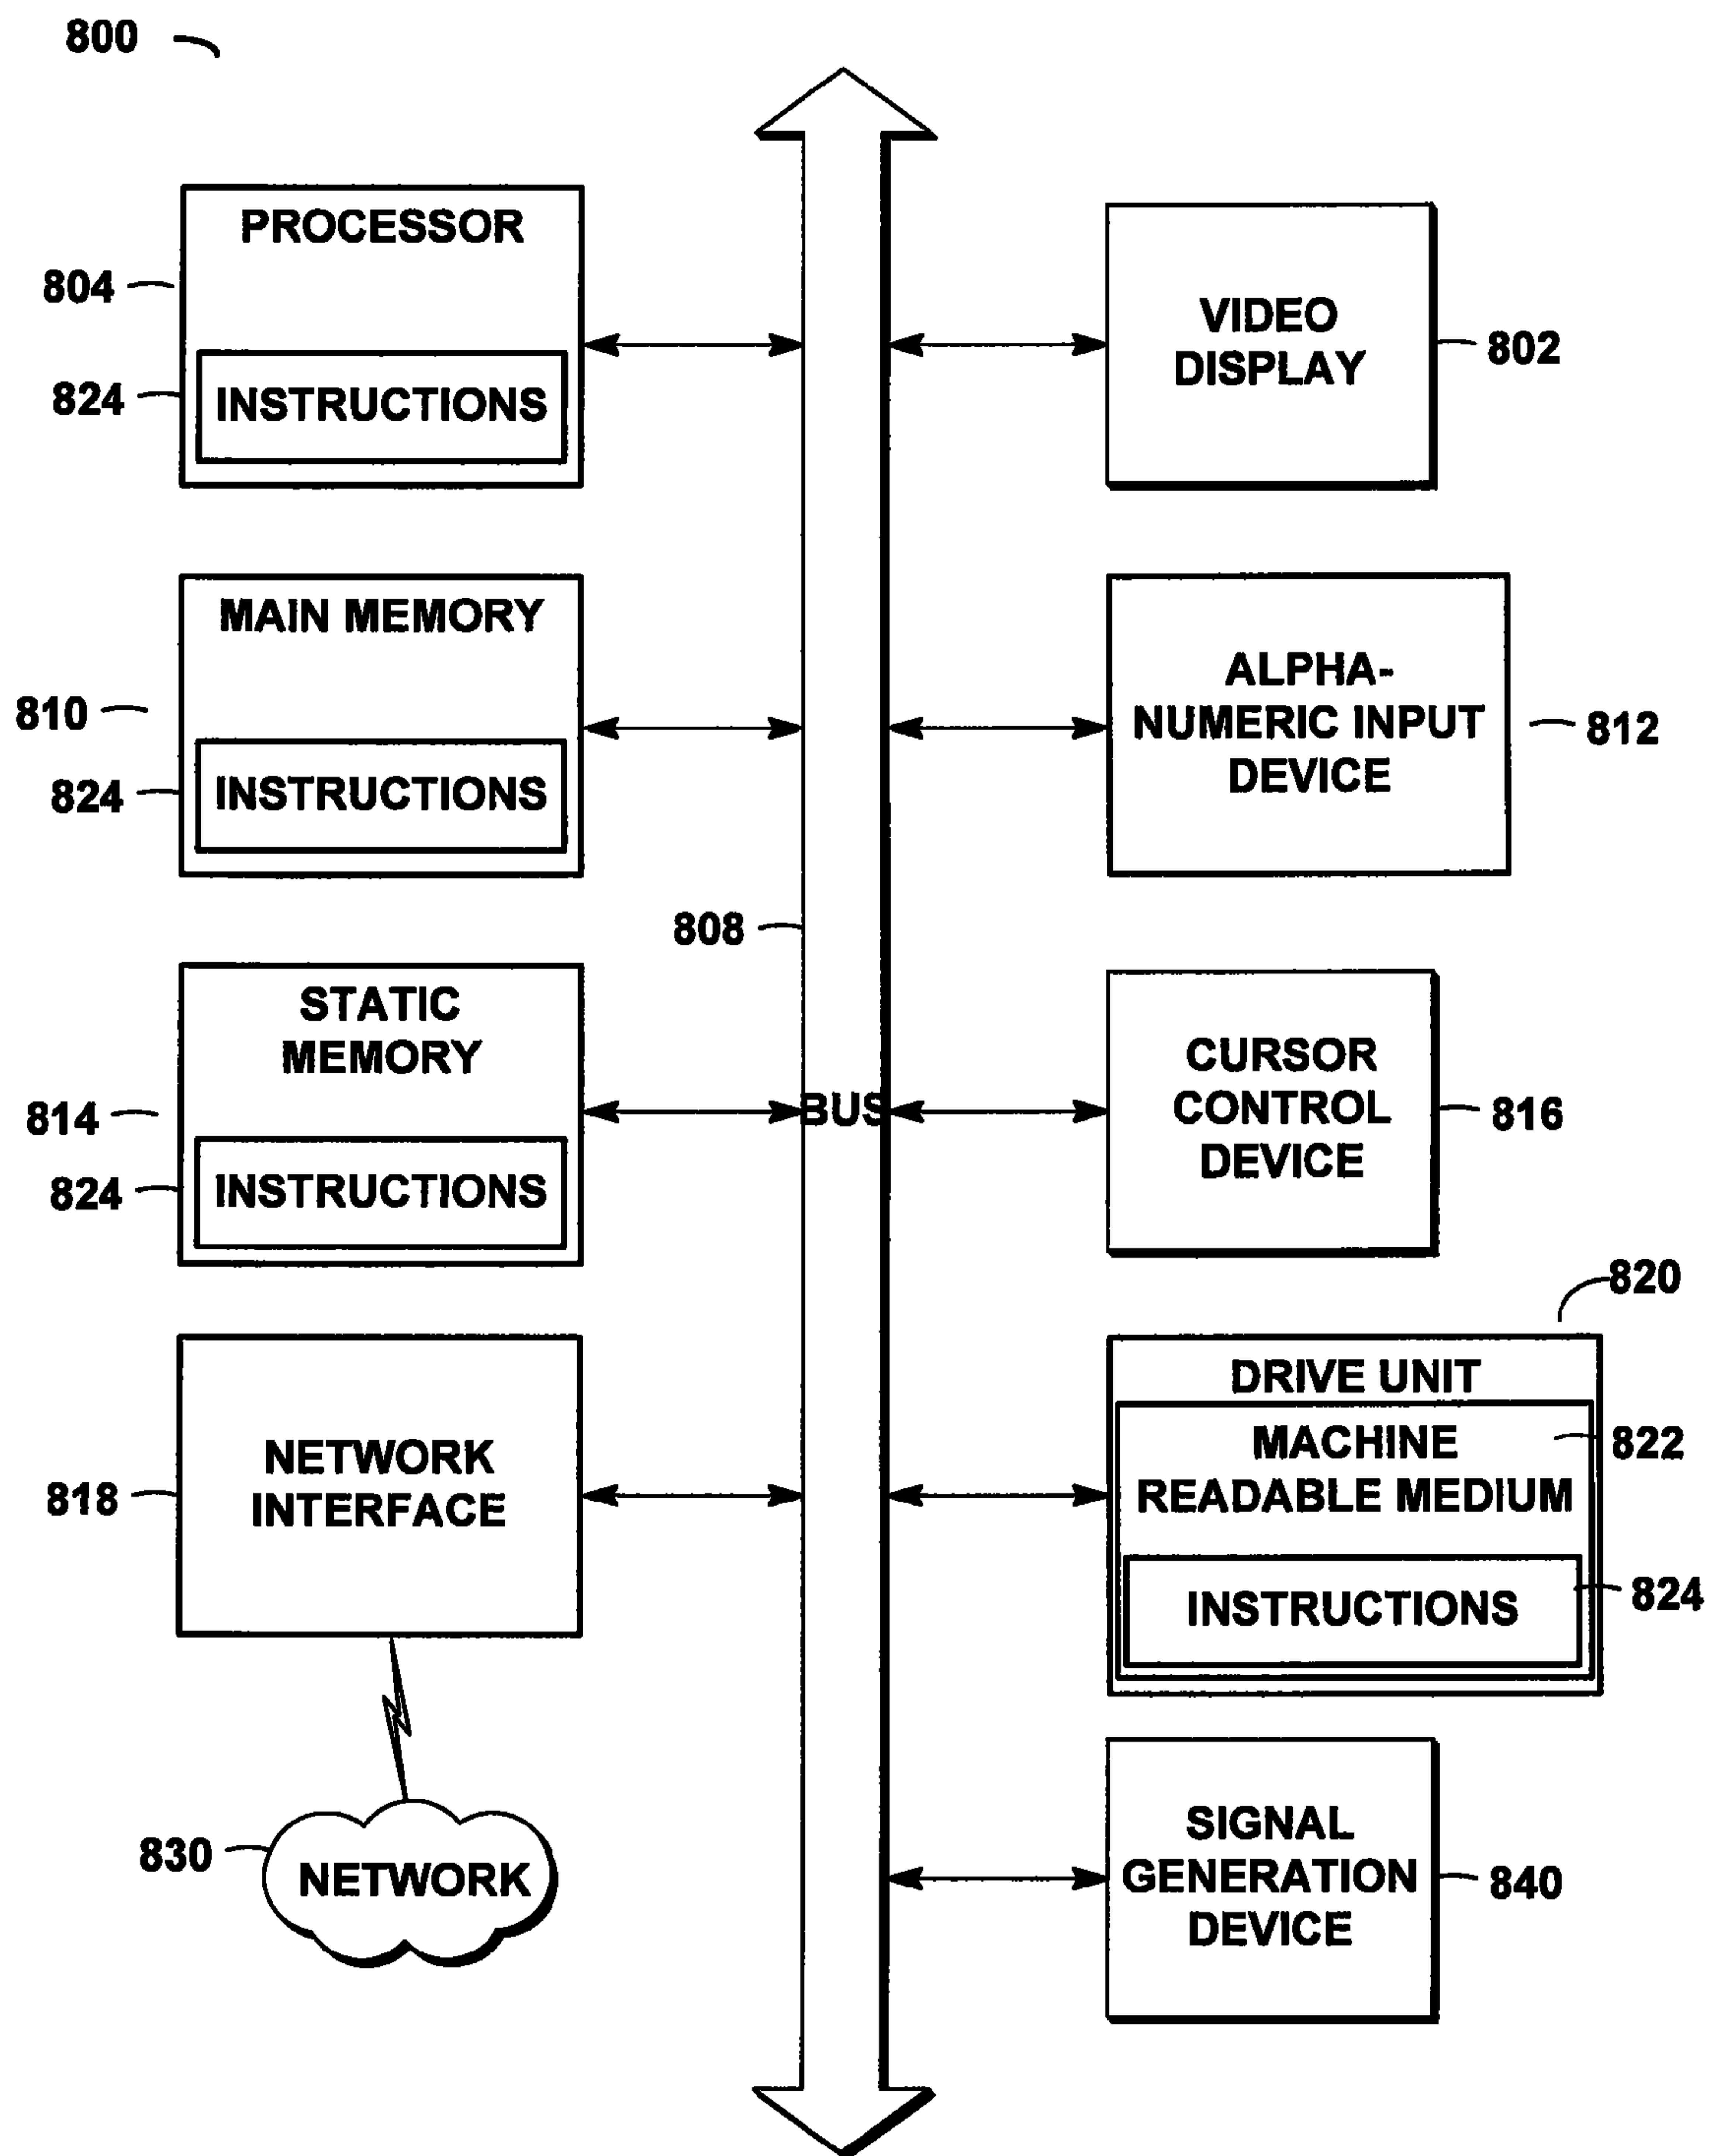 800
PROCESSOR
804
824
INSTRUCTIONS
VIDEO
DISPLAY
802
MAIN MEMORY
810
824
INSTRUCTIONS
ALPHA-
NUMERIC INPUT
DEVICE
812
808
BUS
STATIC
MEMORY
814
824
INSTRUCTIONS
CURSOR
CONTROL
DEVICE
816
NETWORK
INTERFACE
818
820
DRIVE UNIT
MACHINE
READABLE MEDIUM
822
INSTRUCTIONS
824
830
NETWORK
SIGNAL
GENERATION
DEVICE
840